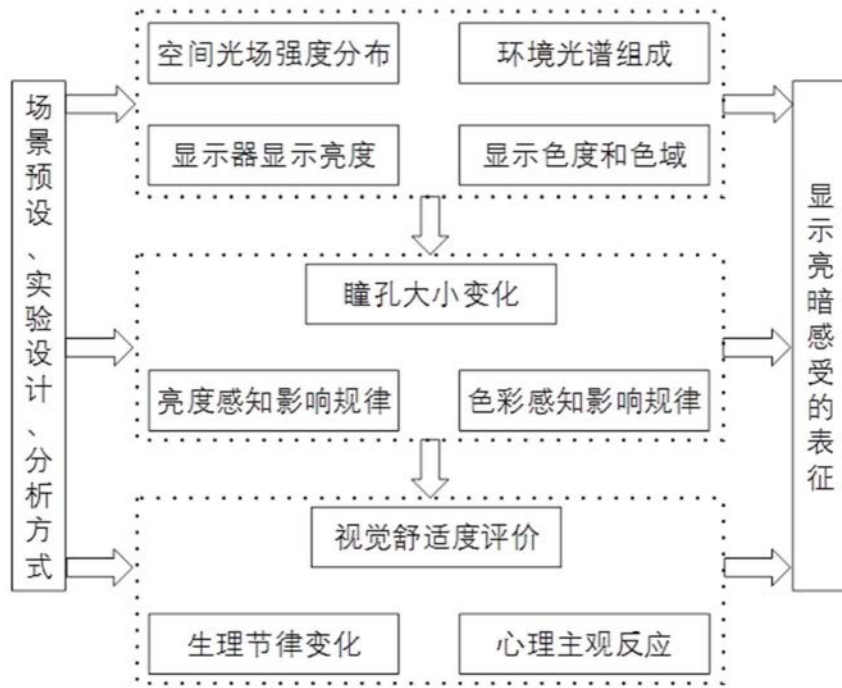 场景预设、实验设计、分析方式
空间光场强度分布
环境光谱组成
显示器显示亮度
显示色度和色域
瞳孔大小变化
亮度感知影响规律
色彩感知影响规律
视觉舒适度评价
生理节律变化
心理主观反应
显示亮暗感受的表征